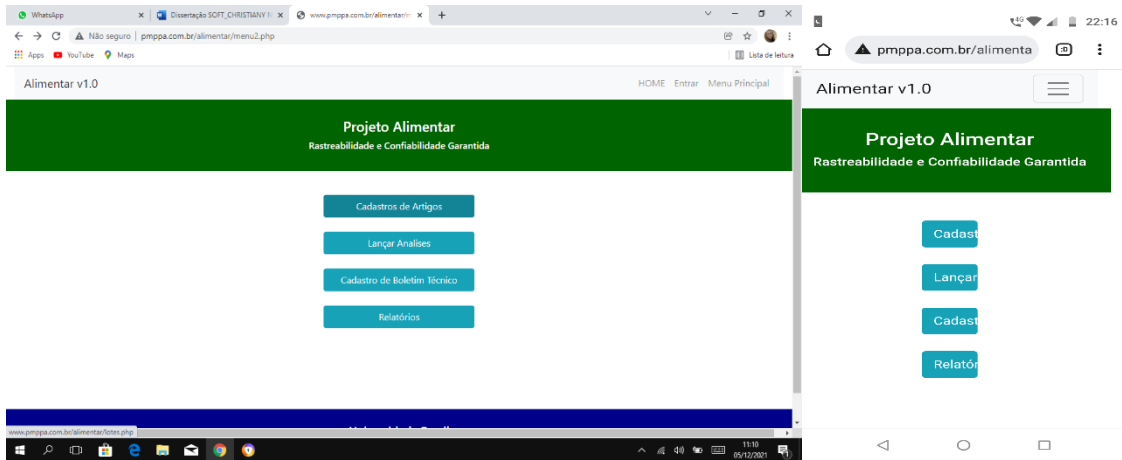 WhatsApp
Dissertação SOFT_CHRISTIANY
www.pmppa.com.br/alimentar/m
Não seguro | pmppa.com.br/alimentar/menu2.php
Apps YouTube Maps
Lista de leitura
Alimentar v1.0
HOME Entrar Menu Principal
Projeto Alimentar
Rastreabilidade e Confiabilidade Garantida
Cadastros de Artigos
Lançar Analises
Cadastro de Boletim Técnico
Relatórios
www.pmppa.com.br/alimentar/lotes.php
11:10
05/12/2021
4G
22:16
pmppa.com.br/alimenta
:D
Alimentar v1.0
Projeto Alimentar
Rastreabilidade e Confiabilidade Garantida
Cadast
Lançar
Cadast
Relatór